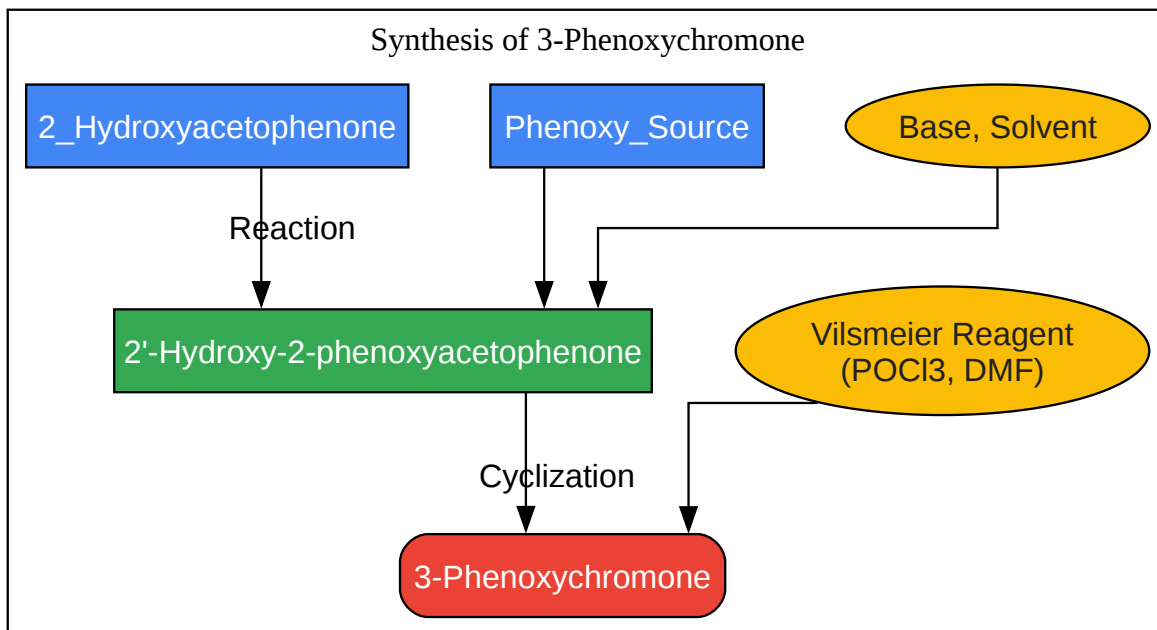 Synthesis of 3-Phenoxychromone
2_Hydroxyacetophenone
Phenoxy_Source
Base, Solvent
Reaction
2'-Hydroxy-2-phenoxyacetophenone
Vilsmeier Reagent
(POCl3, DMF)
Cyclization
3-Phenoxychromone